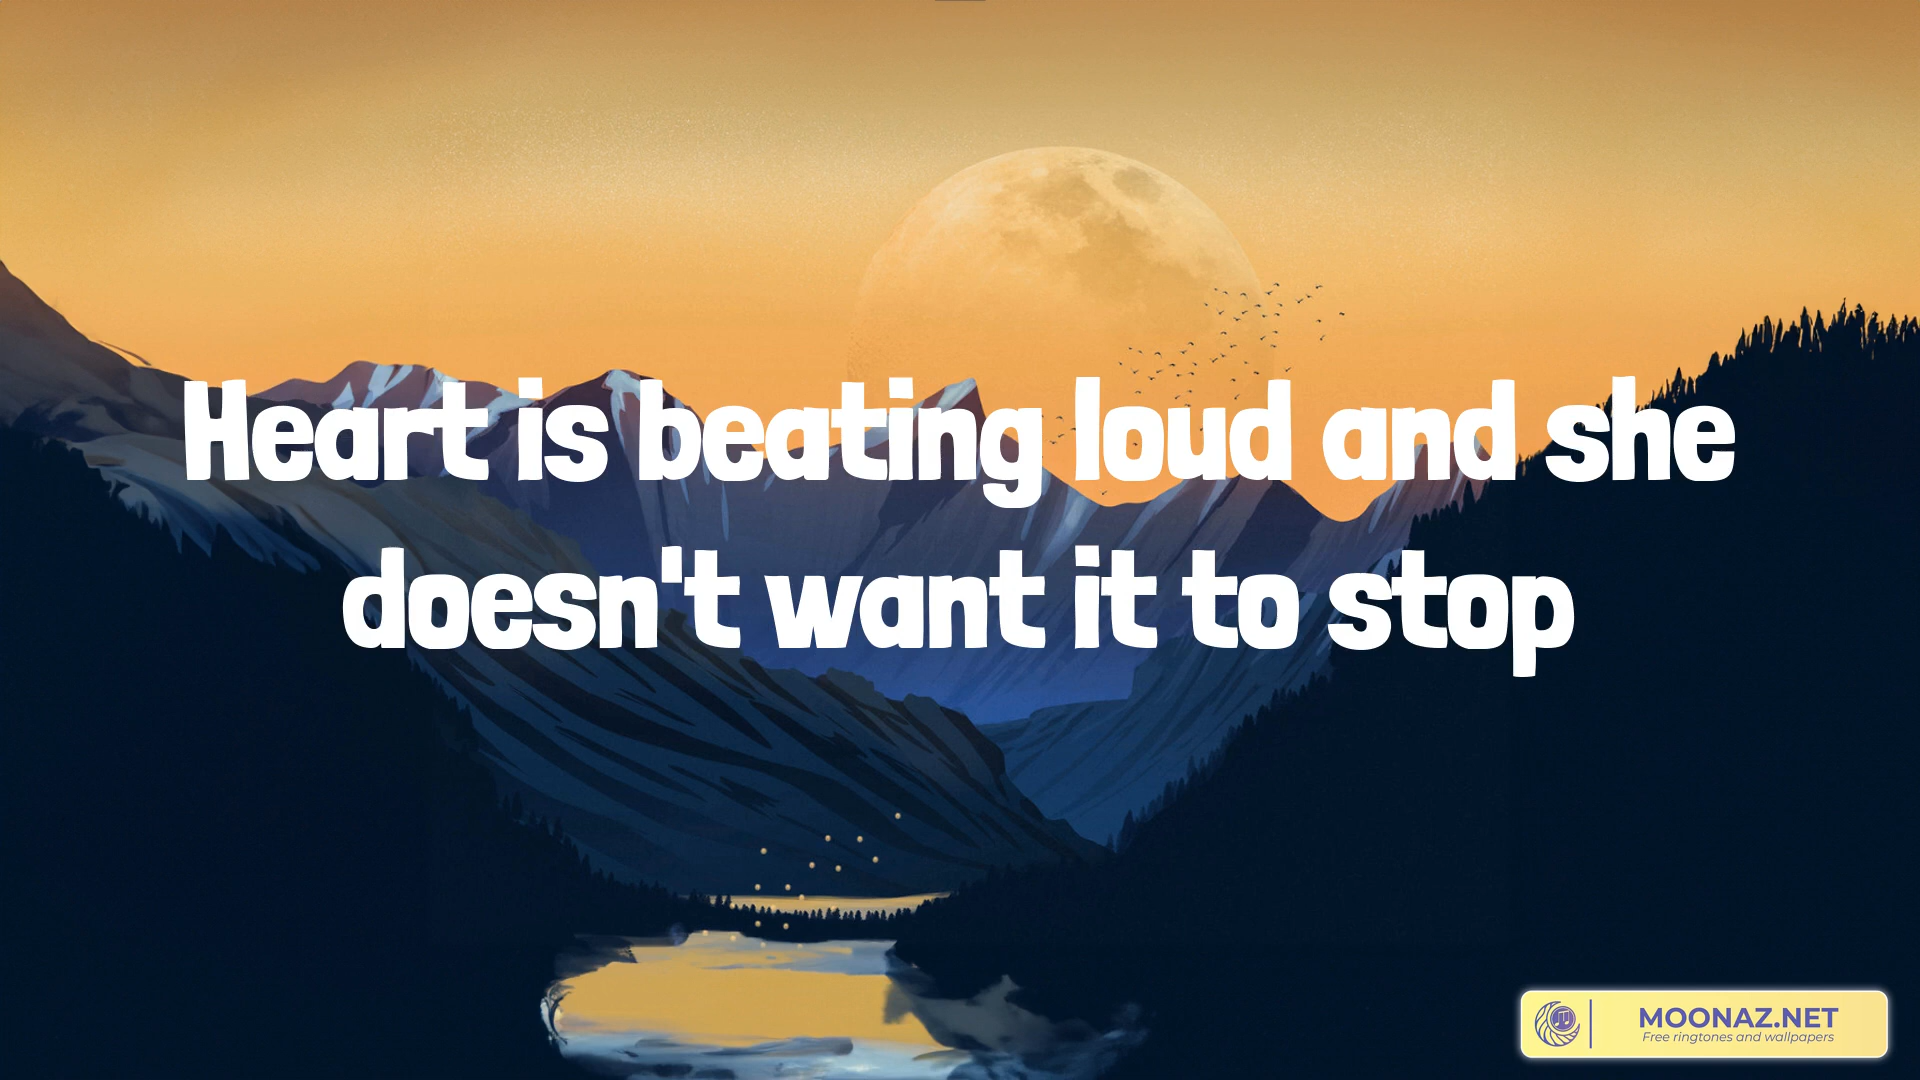 Heart is beating loud and she
doesn't want it to stop
MOONAZ.NET
Free ringtones and wallpapers